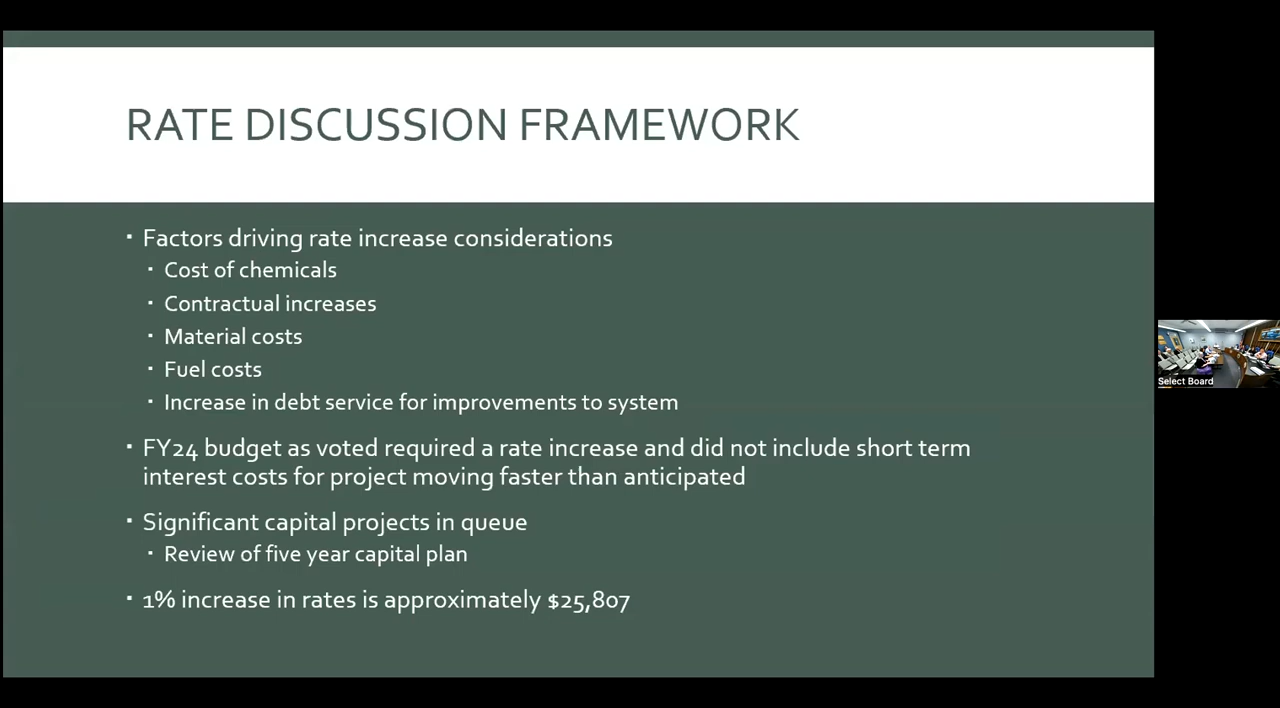 RATE DISCUSSION FRAMEWORK
▪ Factors driving rate increase considerations
▪ Cost of chemicals
▪ Contractual increases
▪ Material costs
▪ Fuel costs
▪ Increase in debt service for improvements to system
▪ FY24 budget as voted required a rate increase and did not include short term
interest costs for project moving faster than anticipated
▪ Significant capital projects in queue
▪ Review of five year capital plan
▪ 1% increase in rates is approximately $25,807
Select Board